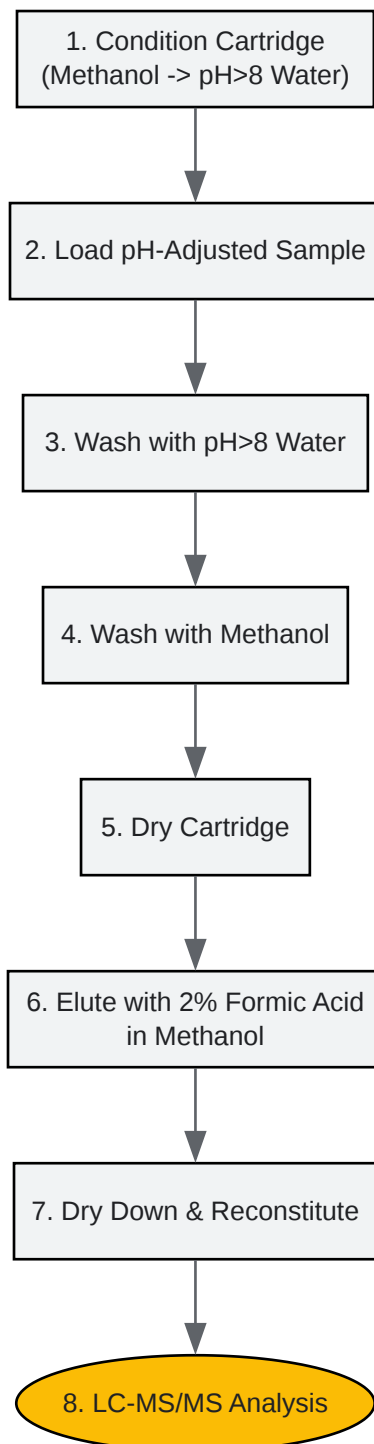 1. Condition Cartridge
(Methanol -> pH>8 Water)
2. Load pH-Adjusted Sample
3. Wash with pH>8 Water
4. Wash with Methanol
5. Dry Cartridge
6. Elute with 2% Formic Acid
in Methanol
7. Dry Down & Reconstitute
8. LC-MS/MS Analysis